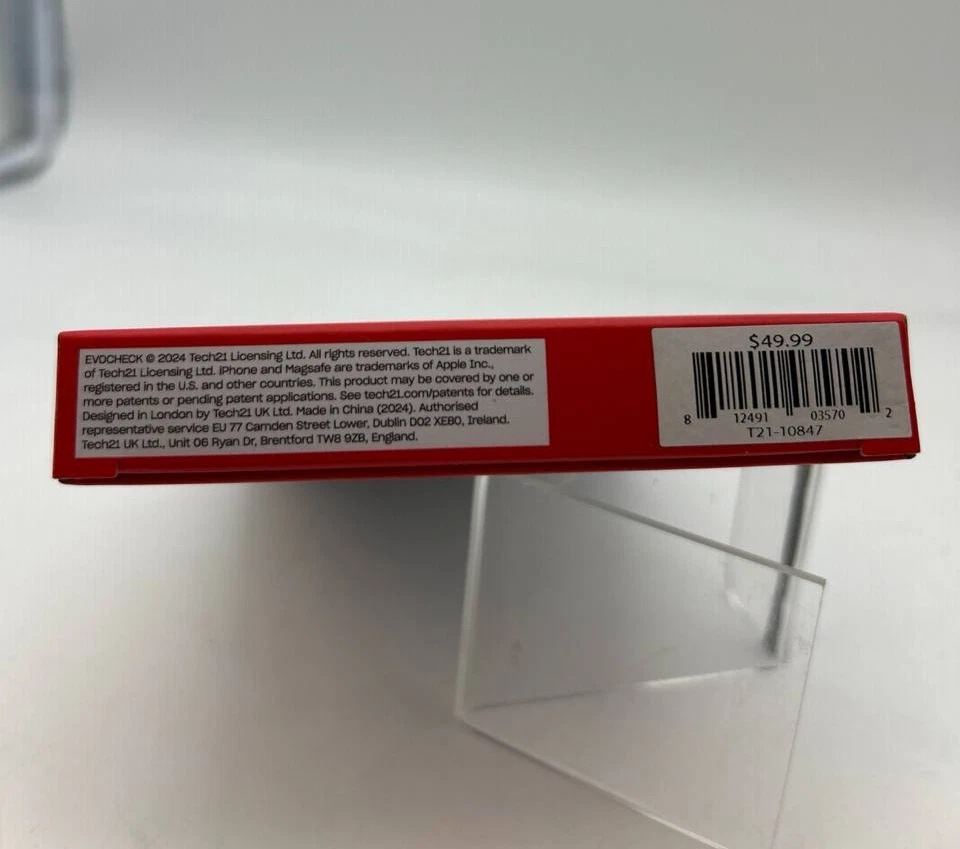 EVOCHECK © 2024 Tech21 Licensing Ltd. All rights reserved. Tech21 is a trademark
of Tech21 Licensing Ltd. iPhone and Magsafe are trademarks of Apple Inc.,
registered in the U.S. and other countries. This product may be covered by one or
more patents or pending patent applications. See tech21.com/patents for details.
Designed in London by Tech21 UK Ltd. Made in China (2024). Authorised
representative service EU 77 Camden Street Lower, Dublin D02 XE80, Ireland.
Tech21 UK Ltd., Unit 06 Ryan Dr, Brentford TW8 9ZB, England.
$49.99
8 12491 03570 2
T21-10847